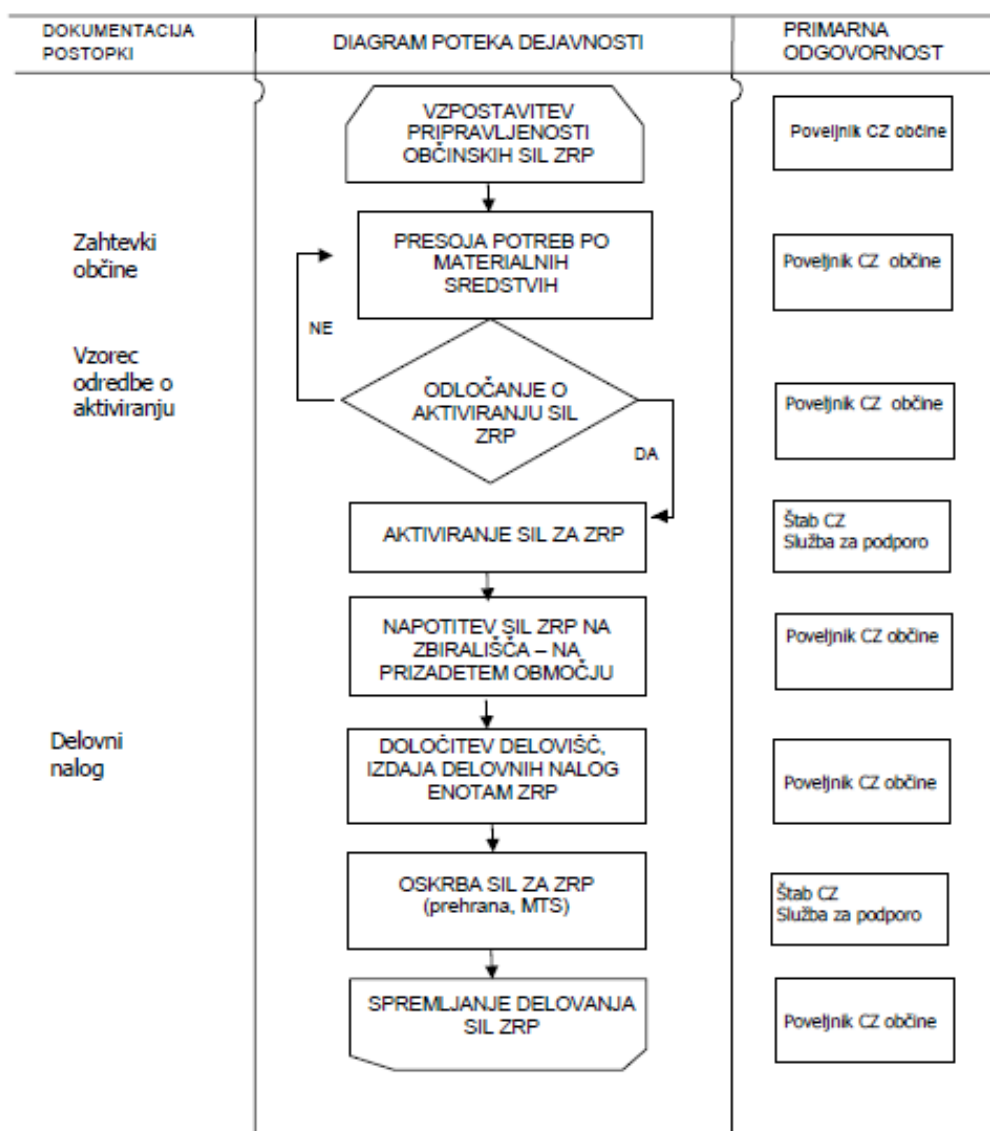 DOKUMENTACIJA
POSTOPKI
DIAGRAM POTEKA DEJAVNOSTI
PRIMARNA
ODGOVORNOST
VZPOSTAVITEV
PRIPRAVLJENOSTI
OBČINSKIH SIL ZRP
Poveljnik CZ občine
Zahtevki
občine
PRESOJA POTREB PO
MATERIALNIH
SREDSTVIH
Poveljnik CZ občine
NE
Vzorec
odredbe o
aktiviranju
ODLOČANJE O
AKTIVIRANJU SIL
ZRP
Poveljnik CZ občine
DA
AKTIVIRANJE SIL ZA ZRP
Štab CZ
Služba za podporo
NAPOTITEV SIL ZRP NA
ZBIRALIŠČA – NA
PRIZADETEM OBMOČJU
Poveljnik CZ občine
Delovni
nalog
DOLOČITEV DELOVIŠČ,
IZDAJA DELOVNIH NALOG
ENOTAM ZRP
Poveljnik CZ občine
OSKRBA SIL ZA ZRP
(prehrana, MTS)
Štab CZ
Služba za podporo
SPREMLJANJE DELOVANJA
SIL ZRP
Poveljnik CZ občine